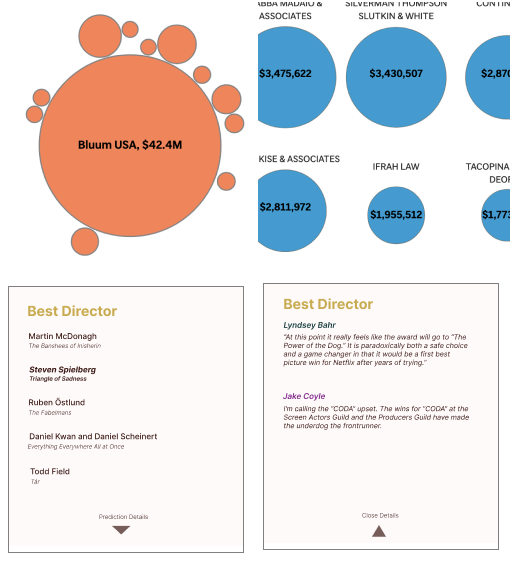 Bluum USA, $42.4M
ABBA MADAIO &
ASSOCIATES
SILVERMAN THOMPSON
SLUTKIN & WHITE
CONTIN
$3,475,622
$3,430,507
$2,870
KISE & ASSOCIATES
IFRAH LAW
TACOPINA
DEOR
$2,811,972
$1,955,512
$1,773
Best Director
Martin McDonagh
The Banshees of Inisherin
Steven Spielberg
Triangle of Sadness
Ruben Östlund
The Fabelmans
Daniel Kwan and Daniel Scheinert
Everything Everywhere All at Once
Todd Field
Tár
Prediction Details
Best Director
Lyndsey Bahr
"At this point it really feels like the award will go to "The
Power of the Dog." It is paradoxically both a safe choice
and a game changer in that it would be a first best
picture win for Netflix after years of trying."
Jake Coyle
I'm calling the "CODA" upset. The wins for "CODA" at the
Screen Actors Guild and the Producers Guild have made
the underdog the frontrunner.
Close Details